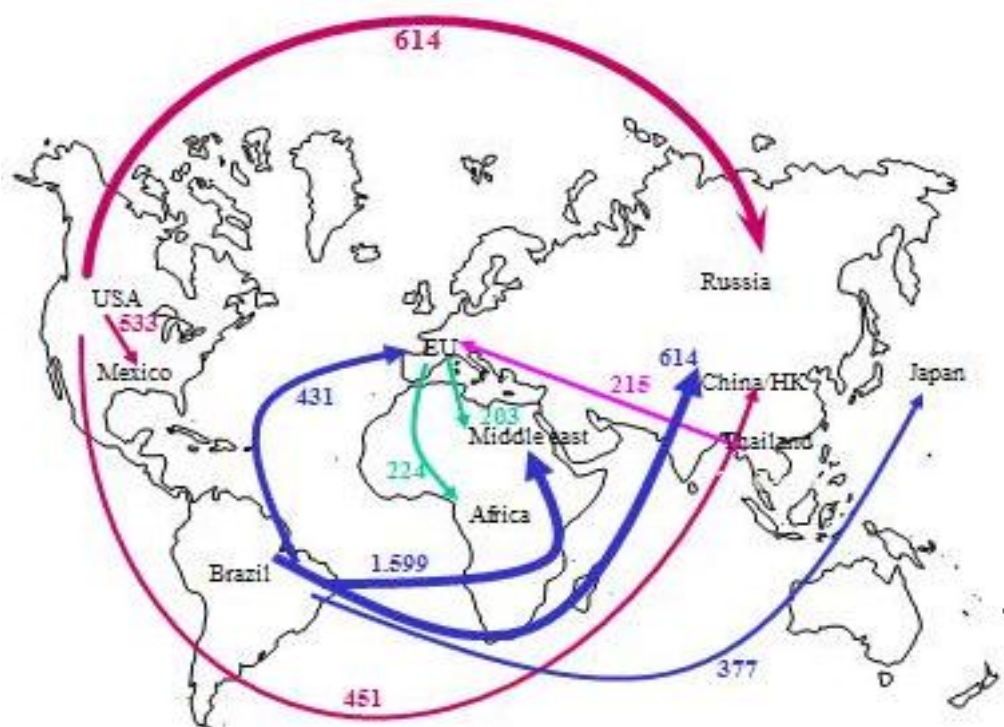 614
Russia
USA
533
EU
614
Mexico
215
China/HK
Japan
431
203
Middle east
Thailand
224
Africa
1.599
Brazil
377
451